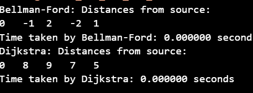 Bellman-Ford: Distances from source:
0 -1 2 -2 1
Time taken by Bellman-Ford: 0.000000 second
Dijkstra: Distances from source:
0 8 9 7 5
Time taken by Dijkstra: 0.000000 seconds